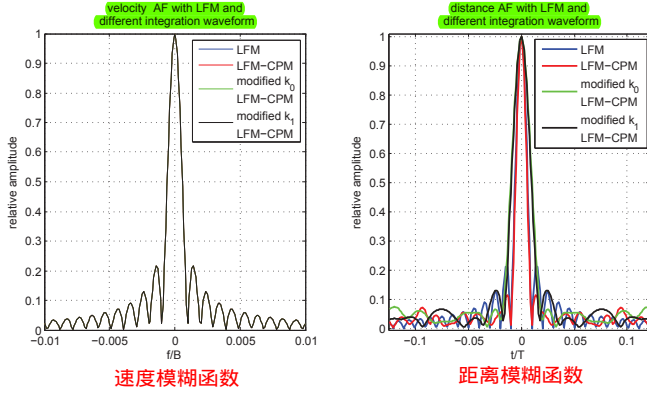 velocity AF with LFM and
different integration waveform
1
0.9
0.8
0.7
0.6
0.5
0.4
0.3
0.2
0.1
0
relative amplitude
LFM
LFM−CPM
modified k0
LFM−CPM
modified k1
LFM−CPM
−0.01
−0.005
0
0.005
0.01
f/B
速度模糊函数
distance AF with LFM and
different integration waveform
1
0.9
0.8
0.7
0.6
0.5
0.4
0.3
0.2
0.1
0
relative amplitude
LFM
LFM−CPM
modified k0
LFM−CPM
modified k1
LFM−CPM
−0.1
−0.05
0
0.05
0.1
t/T
距离模糊函数